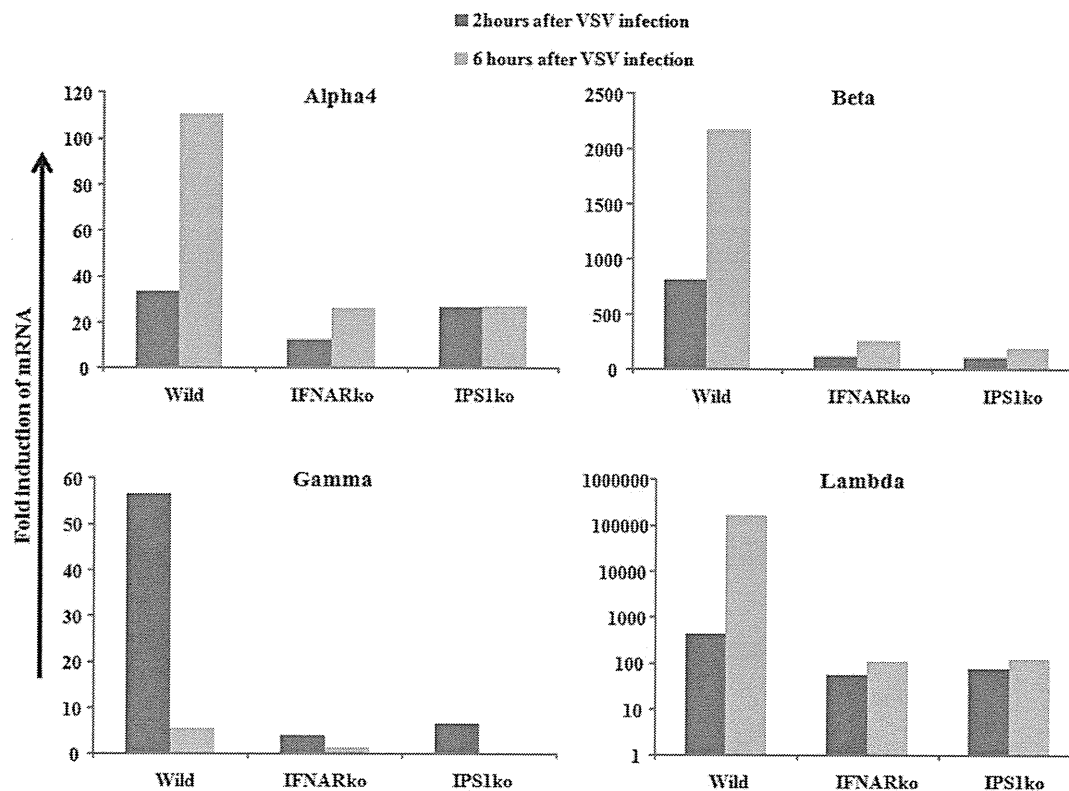 2hours after VSV infection
6 hours after VSV infection
Fold induction of mRNA
Alpha4
120
100
80
60
40
20
0
Wild IFNARko IPS1ko
Beta
2500
2000
1500
1000
500
0
Wild IFNARko IPS1ko
Gamma
60
50
40
30
20
10
0
Wild IFNARko IPS1ko
Lambda
1000000
100000
10000
1000
100
10
1
Wild IFNARko IPS1ko